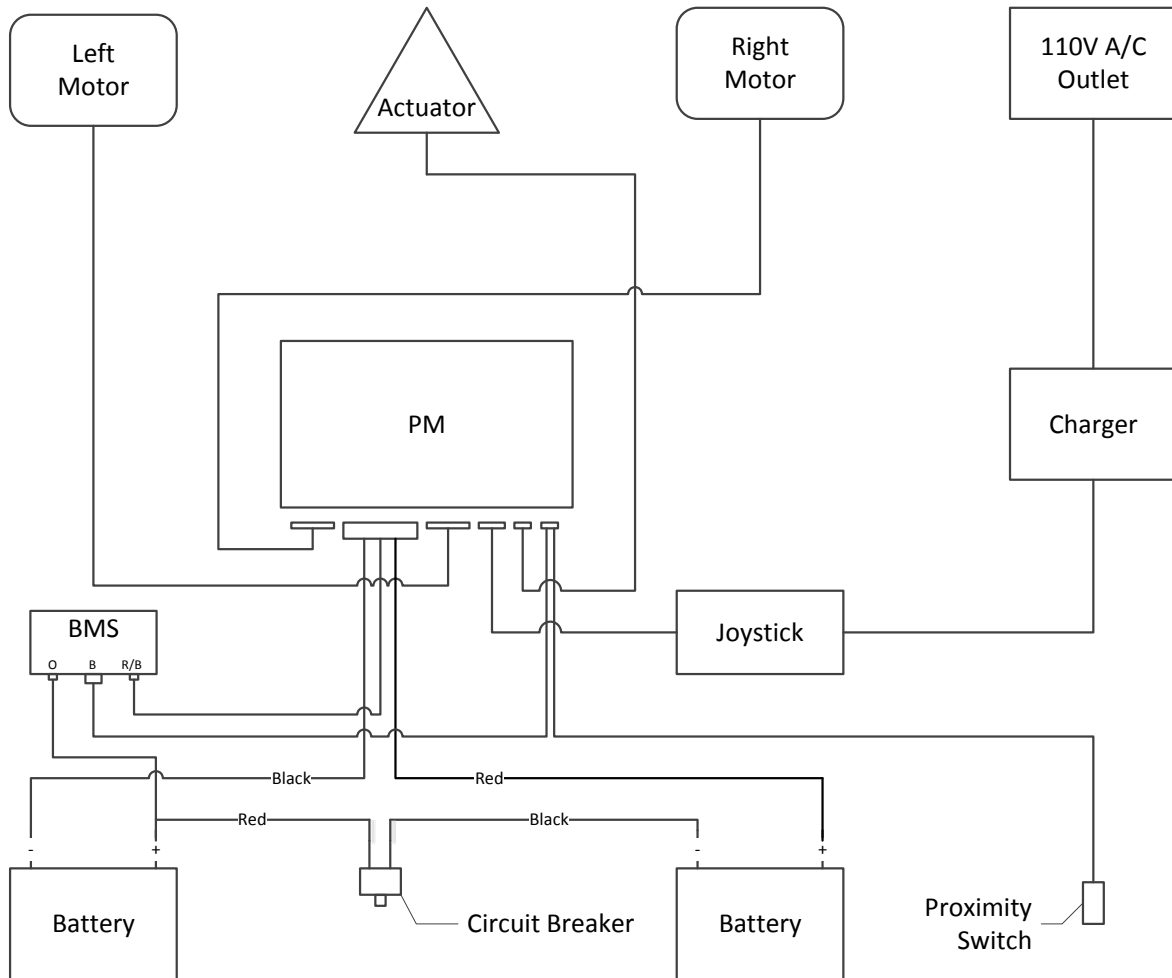 Left
Motor
Actuator
Right
Motor
110V A/C
Outlet
PM
Charger
BMS
O B R/B
Joystick
Black
Red
Red
Black
- +
- +
Battery
Circuit Breaker
Battery
Proximity
Switch